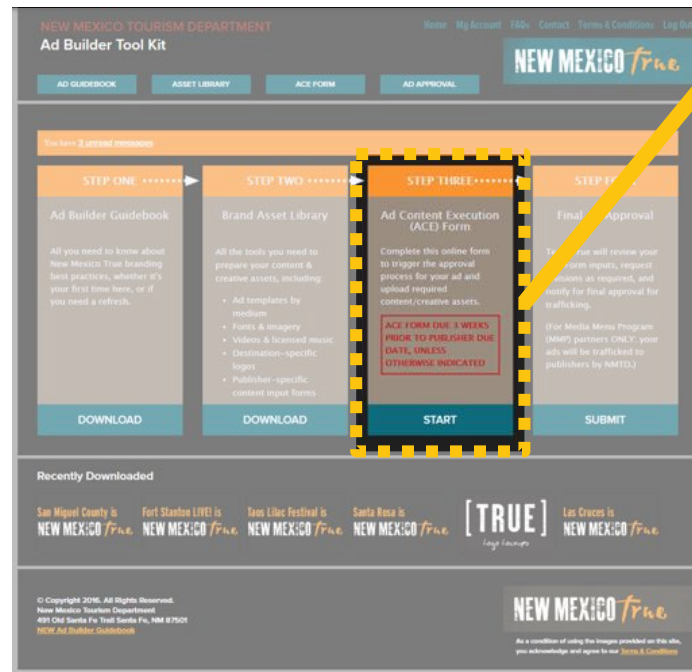 NEW MEXICO TOURISM DEPARTMENT
Ad Builder Tool Kit
Home My Account FAQs Contact Terms & Conditions Log Out
NEW MEXICO True
AD GUIDEBOOK
ASSET LIBRARY
ACE FORM
AD APPROVAL
You have 3 unread messages
STEP ONE
Ad Builder Guidebook
All you need to know about
New Mexico True branding
best practices, whether it's
your first time here, or if
you need a refresh.
DOWNLOAD
STEP TWO
Brand Asset Library
All the tools you need to
prepare your content &
creative assets, including:
• Ad templates by
medium
• Fonts & imagery
• Videos & licensed music
• Destination-specific
logos
• Publisher-specific
content input forms
DOWNLOAD
STEP THREE
Ad Content Execution
(ACE) Form
Complete this online form
to trigger the approval
process for your ad and
upload required
content/creative assets.
ACE FORM DUE 3 WEEKS
PRIOR TO PUBLISHER DUE
DATE, UNLESS
OTHERWISE INDICATED
START
STEP
Final Approval
True will review your
Form inputs, request
as required, and
notify for final approval for
trafficking.
(For Media Menu Program
(MMP) partners ONLY: your
ads will be trafficked to
publishers by NMTD.)
SUBMIT
Recently Downloaded
San Miguel County is
NEW MEXICO True
Fort Stanton LIVE! is
NEW MEXICO True
Taos Lilac Festival is
NEW MEXICO True
Santa Rosa is
NEW MEXICO True
[TRUE]
Logo Lockups
Las Cruces is
NEW MEXICO True
© Copyright 2016. All Rights Reserved.
New Mexico Tourism Department
491 Old Santa Fe Trail Santa Fe, NM 87501
NEW Ad Builder Guidebook
NEW MEXICO True
As a condition of using the images provided on this site,
you acknowledge and agree to our Terms & Conditions